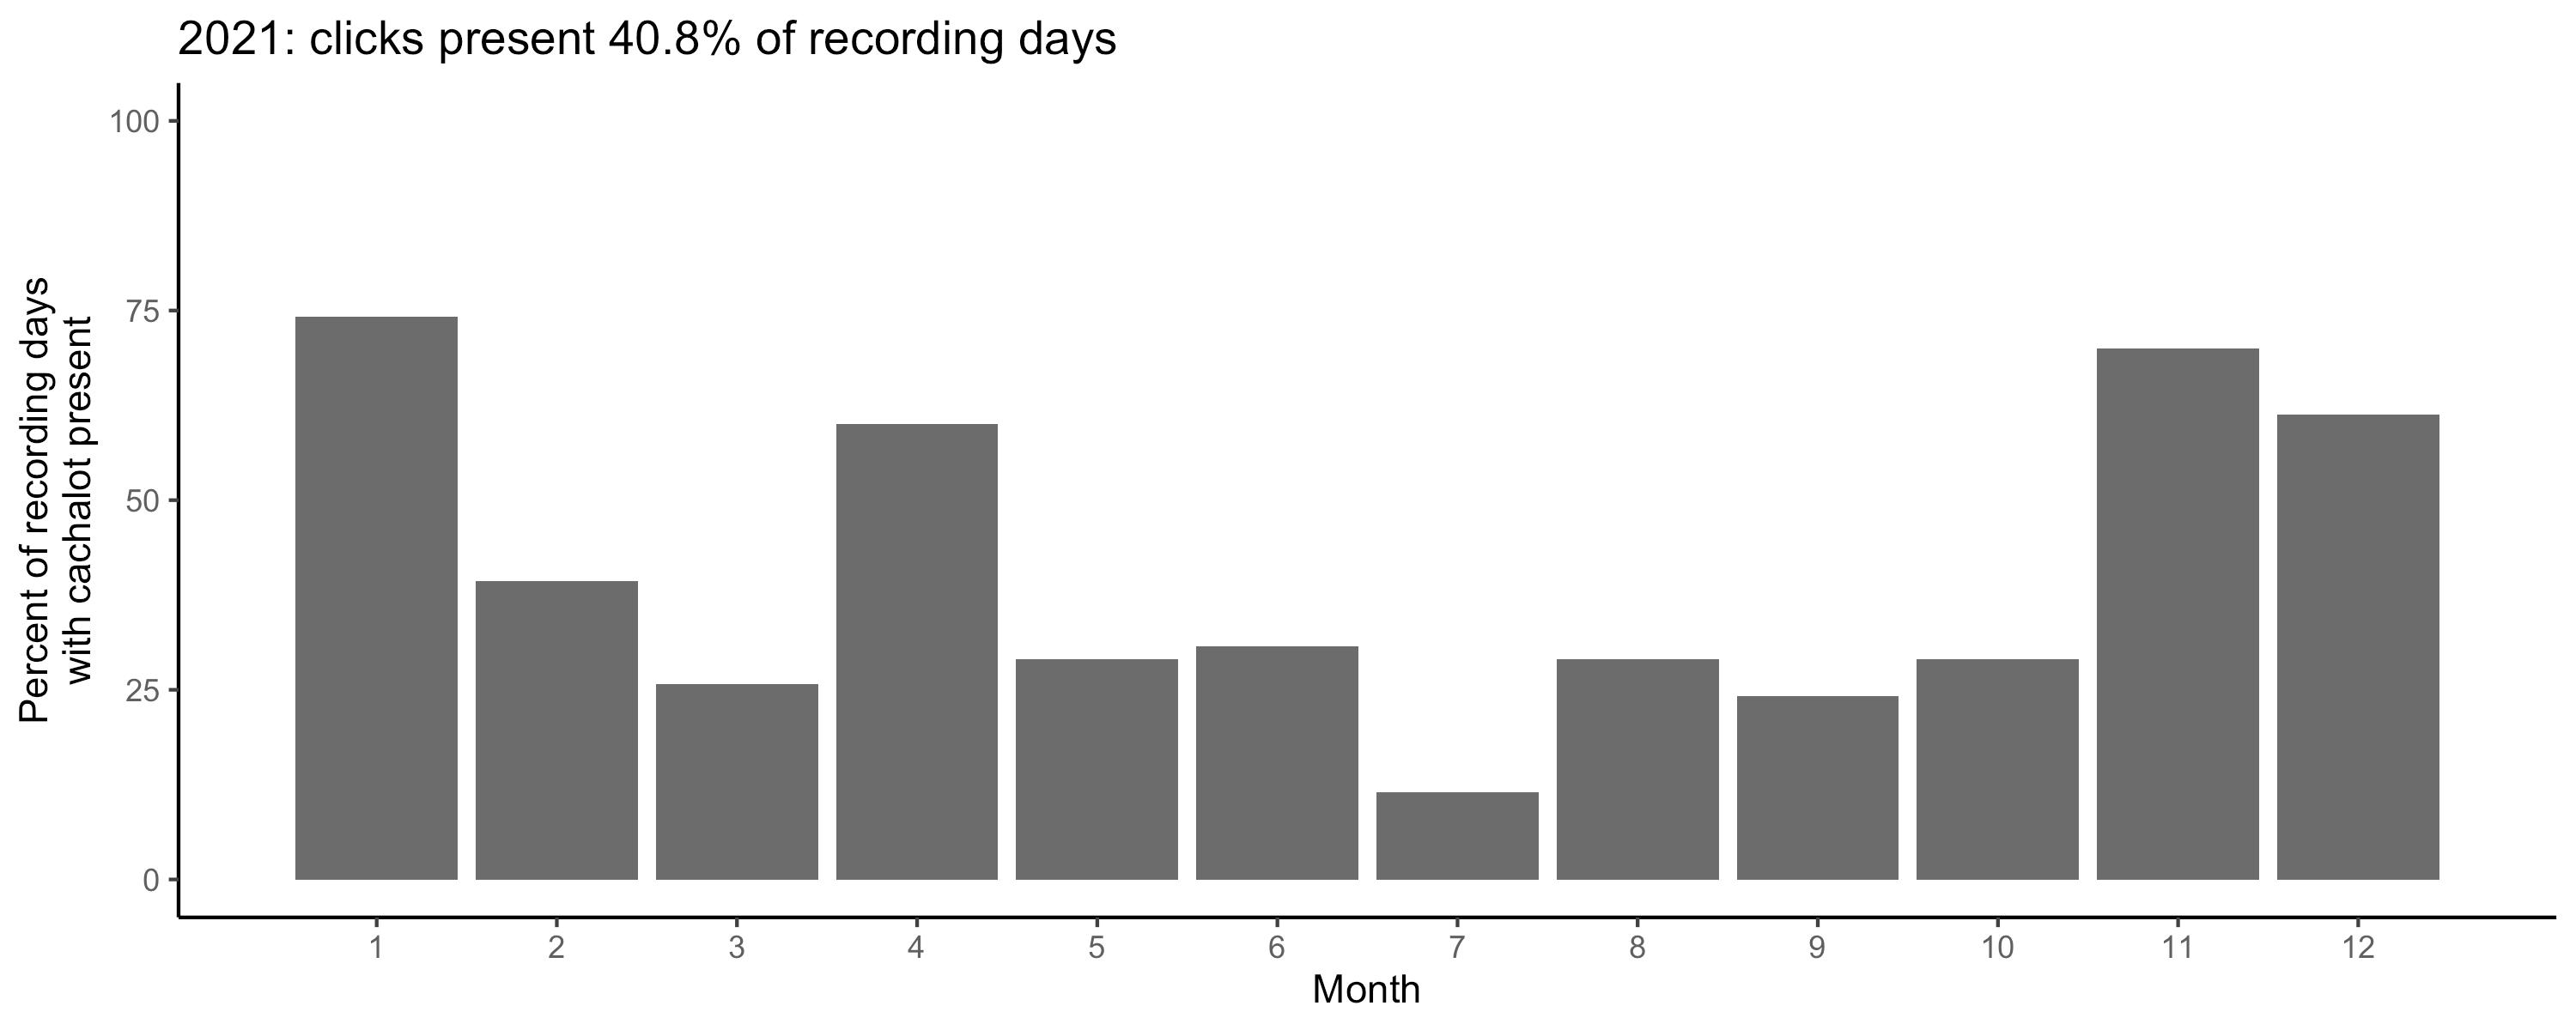 2021: clicks present 40.8% of recording days
Percent of recording days
with cachalot present
100
75
50
25
0
1 2 3 4 5 6 7 8 9 10 11 12
Month